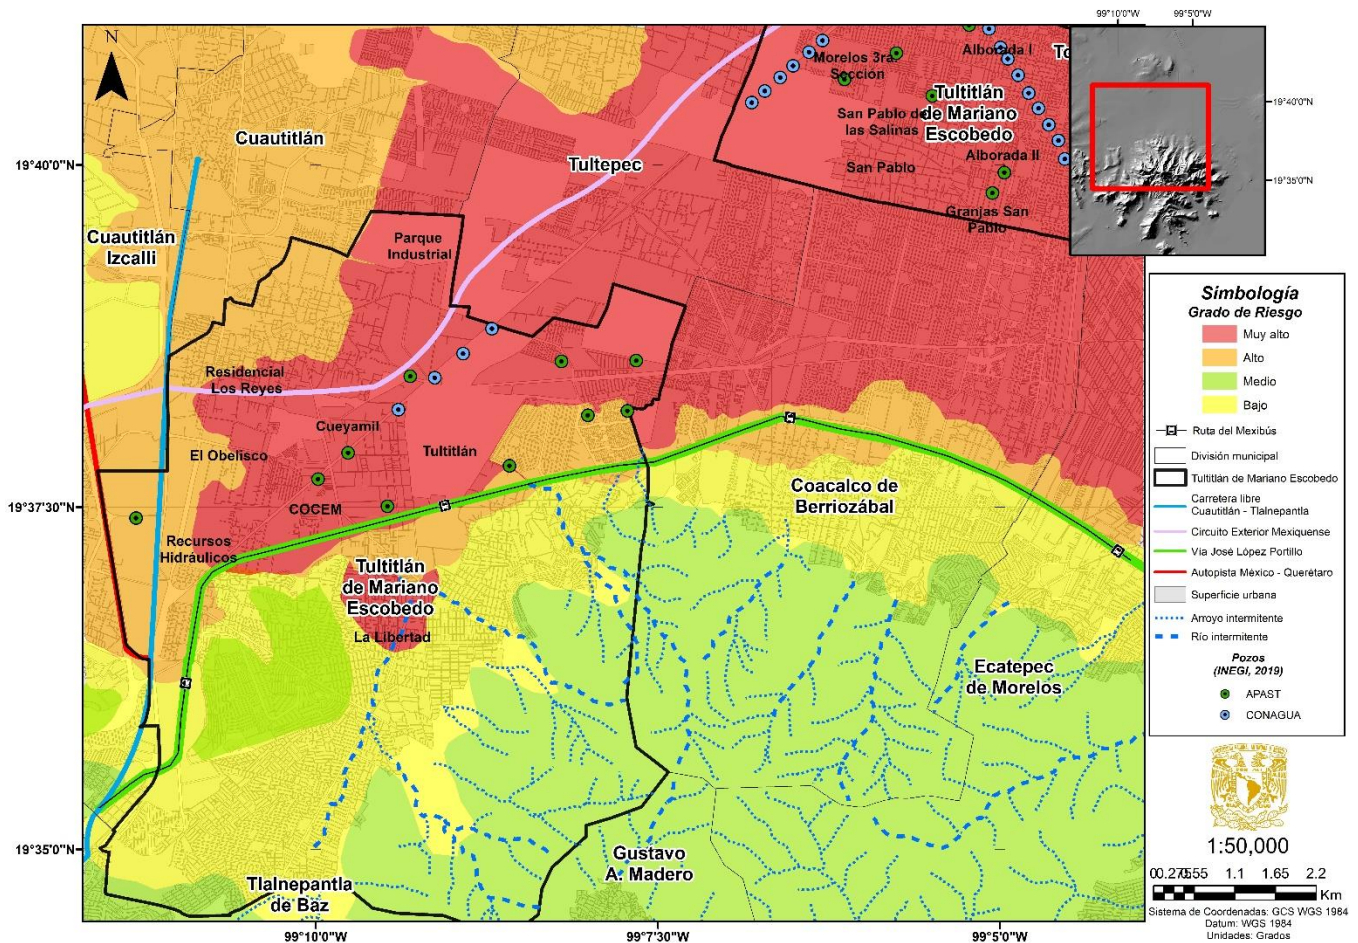 99°10'0"W 99°5'0"W
19°40'0"N
19°35'0"N
N
Cuautitlán
Tultepec
Morelos 3ra.
Sección
Alborada I
Tultitlán
de Mariano
Escobedo
San Pablo de
las Salinas
San Pablo
Alborada II
Granjas San
Pablo
19°40'0"N
Cuautitlán
Izcalli
Parque
Industrial
Residencial
Los Reyes
Cueyamil
El Obelisco
Tultitlán
COCEM
Recursos
Hidráulicos
19°37'30"N
Coacalco de
Berriozábal
Tultitlán
de Mariano
Escobedo
La Libertad
Ecatepec
de Morelos
19°35'0"N
Gustavo
A. Madero
Tlalnepantla
de Baz
99°10'0"W 99°7'30"W 99°5'0"W
Simbología
Grado de Riesgo
Muy alto
Alto
Medio
Bajo
Ruta del Mexibús
División municipal
Tultitlán de Mariano Escobedo
Carretera libre
Cuautitlán - Tlalnepantla
Circuito Exterior Mexiquense
Vía José López Portillo
Autopista México - Querétaro
Superficie urbana
Arroyo intermitente
Río intermitente
Pozos
(INEGI, 2019)
APAST
CONAGUA
1:50,000
1.1 1.65 2.2
Km
Sistema de Coordenadas: GCS WGS 1984
Datum: WGS 1984
Unidades: Grados